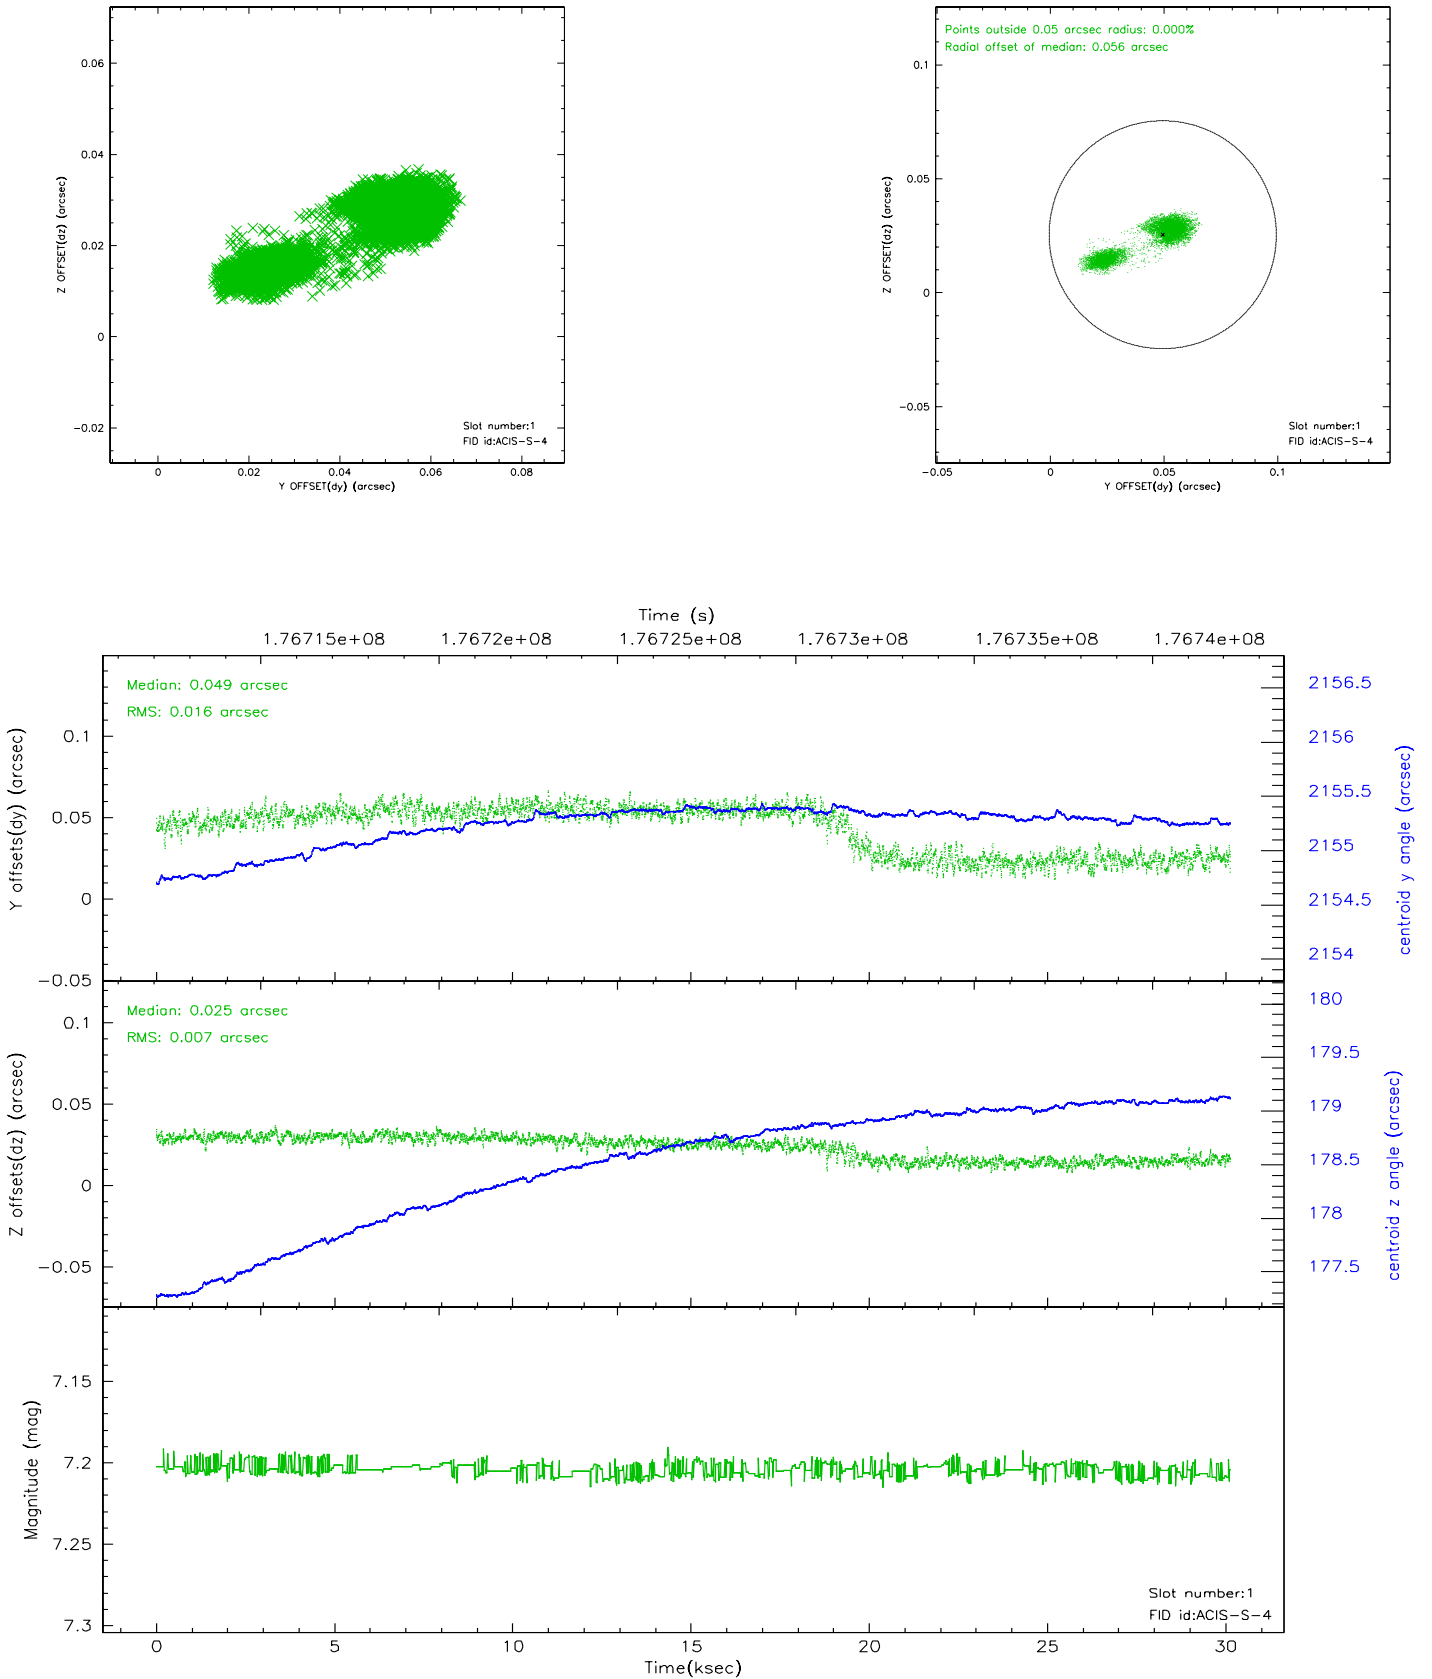 0.06
0.04
0.02
0
−0.02
Z OFFSET(dz) (arcsec)
Slot number:1
FID id:ACIS−S−4
0 0.02 0.04 0.06 0.08
Y OFFSET(dy) (arcsec)
Points outside 0.05 arcsec radius: 0.000%
Radial offset of median: 0.056 arcsec
0.1
0.05
0
−0.05
Z OFFSET(dz) (arcsec)
Slot number:1
FID id:ACIS−S−4
−0.05 0 0.05 0.1
Y OFFSET(dy) (arcsec)
Time (s)
1.76715e+08 1.7672e+08 1.76725e+08 1.7673e+08 1.76735e+08 1.7674e+08
Median: 0.049 arcsec
RMS: 0.016 arcsec
0.1
0.05
0
−0.05
Y offsets(dy) (arcsec)
2156.5
2156
2155.5
2155
2154.5
2154
centroid y angle (arcsec)
Median: 0.025 arcsec
RMS: 0.007 arcsec
0.1
0.05
0
−0.05
Z offsets(dz) (arcsec)
180
179.5
179
178.5
178
177.5
centroid z angle (arcsec)
7.15
7.2
7.25
7.3
Magnitude (mag)
Slot number:1
FID id:ACIS−S−4
0 5 10 15 20 25 30
Time(ksec)